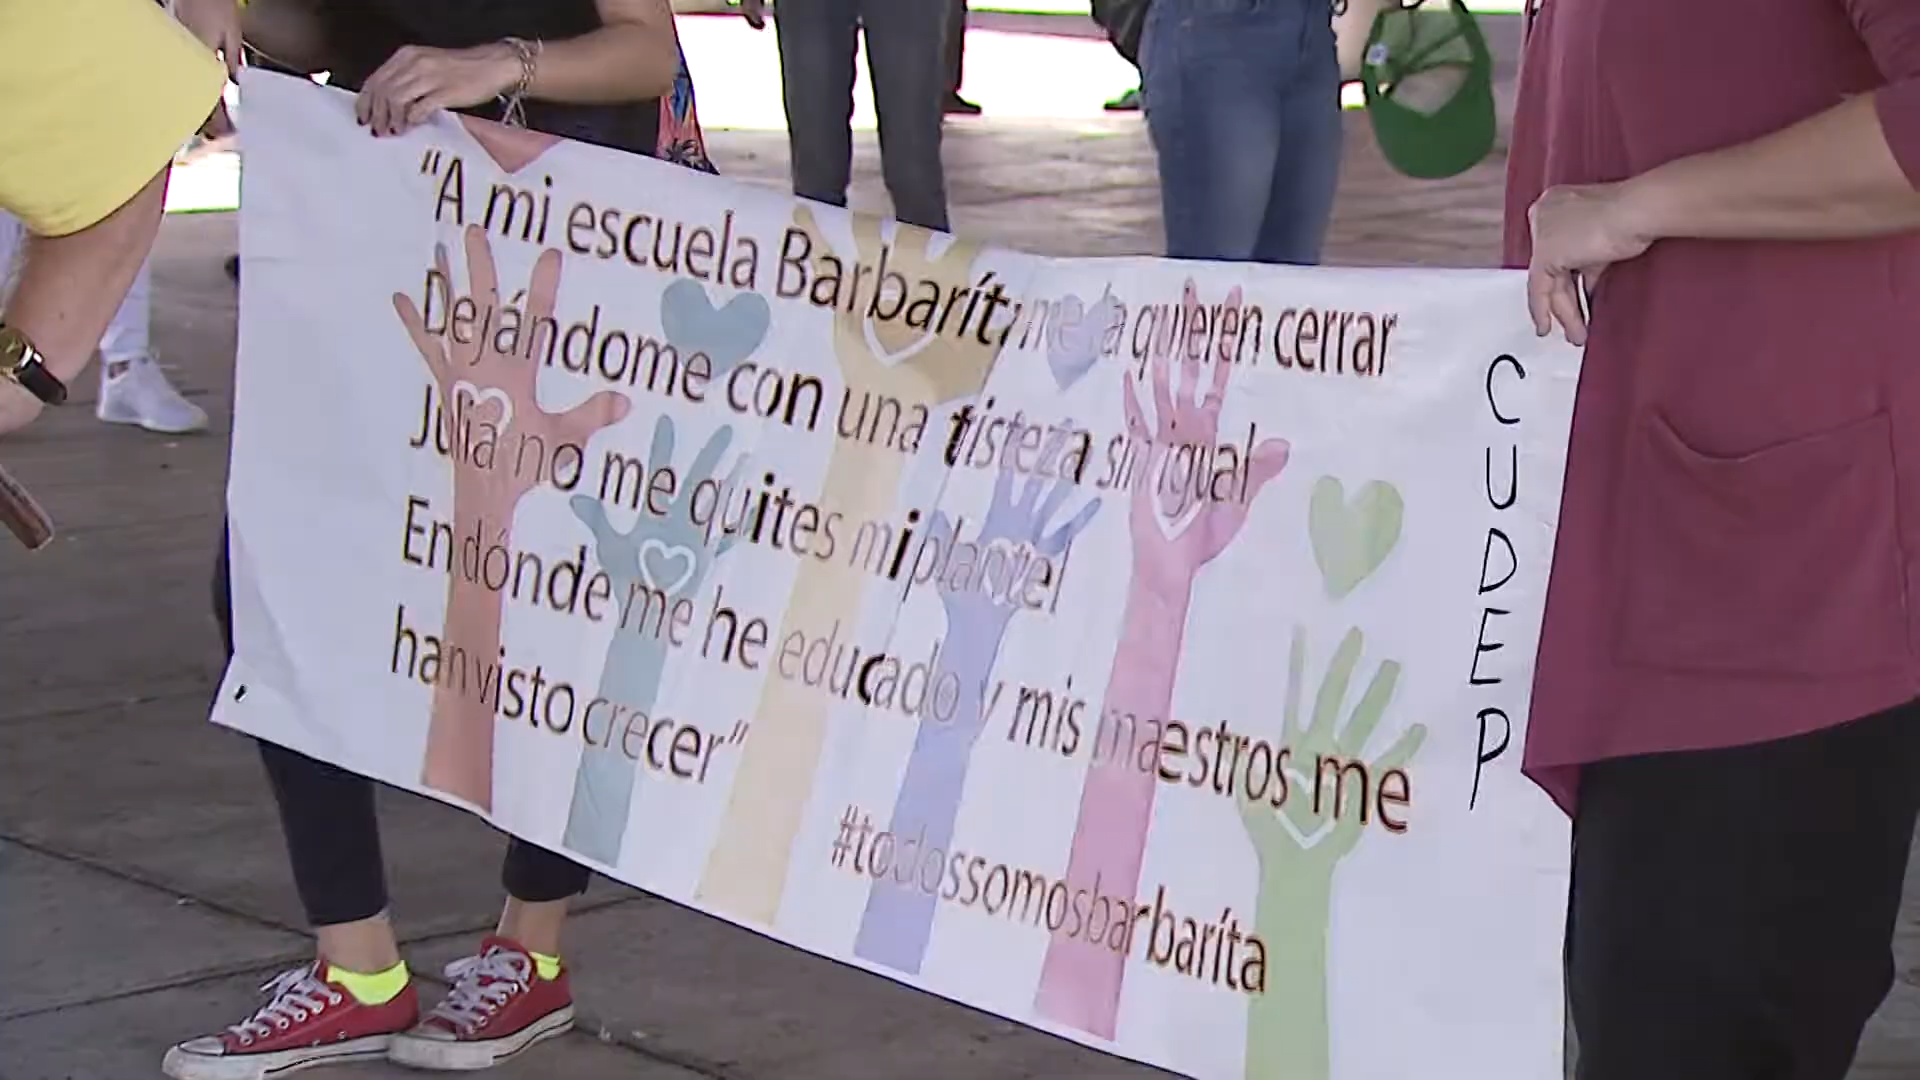 "A mi escuela Barbaríta me la quieren cerrar
Dejándome con una tisteza sin igual
Julia no me quites mi plantel
En dónde me he educado y mis maestros me
han visto crecer"
#todossomosbarbaríta
CUDEP